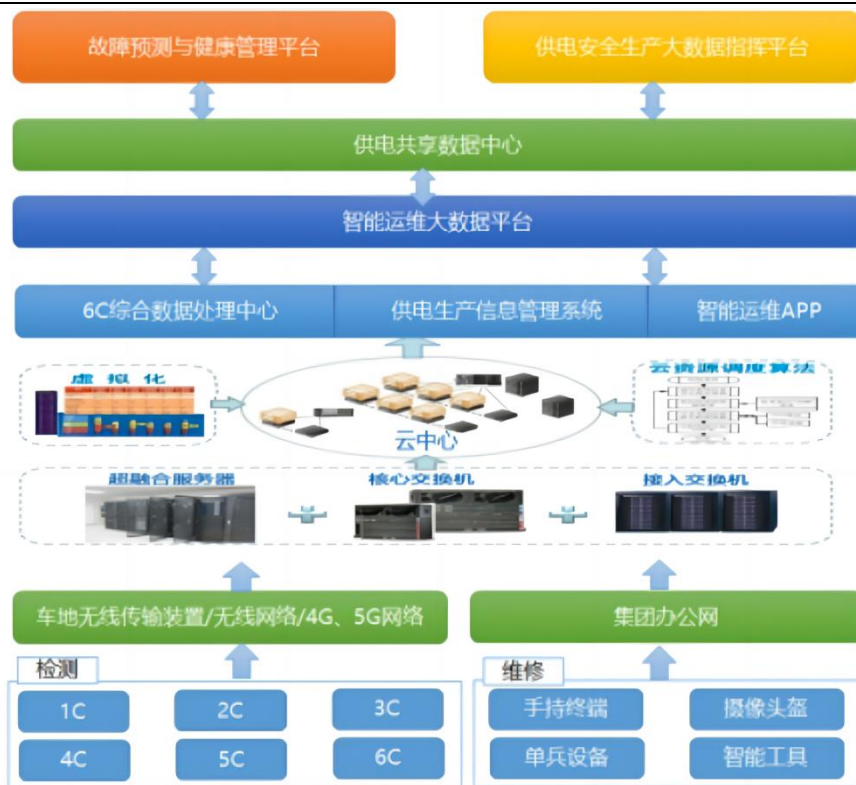 故障预测与健康管理平台
供电安全生产大数据指挥平台
供电共享数据中心
智能运维大数据平台
6C综合数据处理中心
供电生产信息管理系统
智能运维APP
虚拟化
云资源调度算法
云中心
超融合服务器
核心交换机
接入交换机
车地无线传输装置/无线网络/4G、5G网络
集团办公网
检测
维修
1C
2C
3C
手持终端
摄像头盔
4C
5C
6C
单兵设备
智能工具